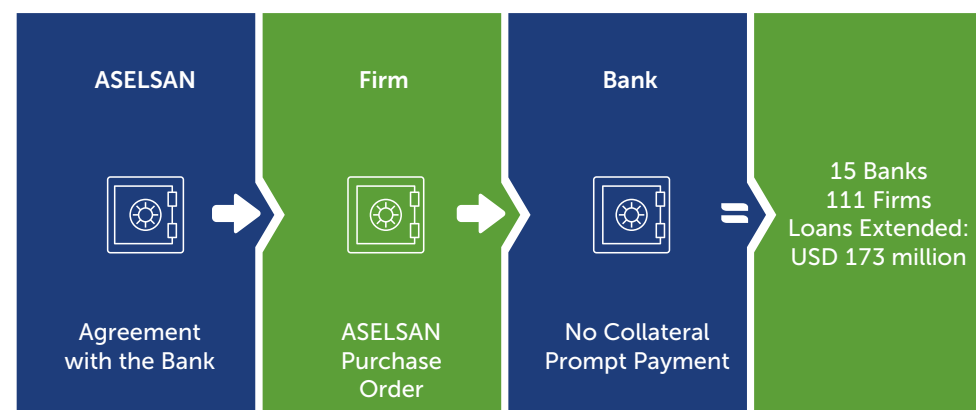 ASELSAN
Agreement
with the Bank
Firm
ASELSAN
Purchase
Order
Bank
No Collateral
Prompt Payment
=
15 Banks
111 Firms
Loans Extended:
USD 173 million